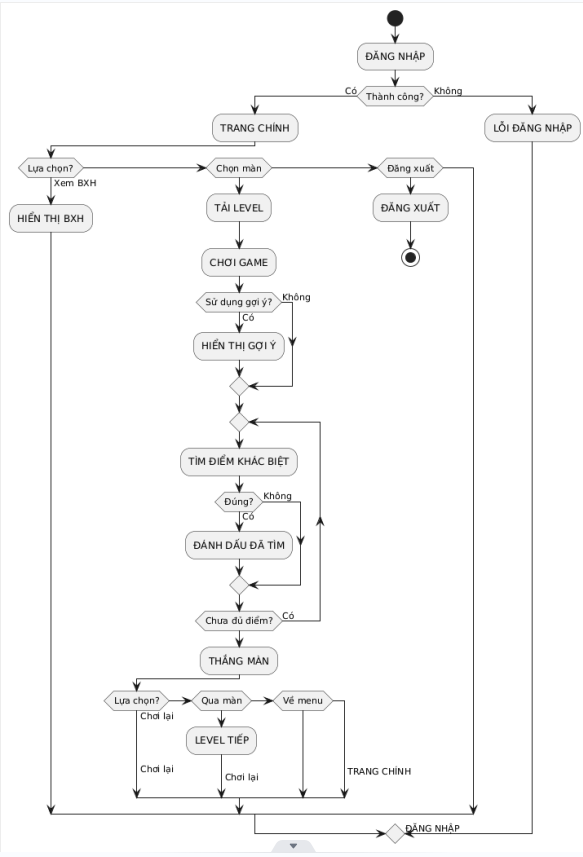 ĐĂNG NHẬP
Có
Thành công?
Không
TRANG CHÍNH
LỖI ĐĂNG NHẬP
Lựa chọn?
Chọn màn
Đăng xuất
Xem BXH
HIỂN THỊ BXH
TẢI LEVEL
ĐĂNG XUẤT
CHƠI GAME
Sử dụng gợi ý?
Không
Có
HIỂN THỊ GỢI Ý
TÌM ĐIỂM KHÁC BIỆT
Đúng?
Không
Có
ĐÁNH DẤU ĐÃ TÌM
Chưa đủ điểm?
Có
THẮNG MÀN
Lựa chọn?
Qua màn
Về menu
Chơi lại
LEVEL TIẾP
Chơi lại
Chơi lại
TRANG CHÍNH
ĐĂNG NHẬP